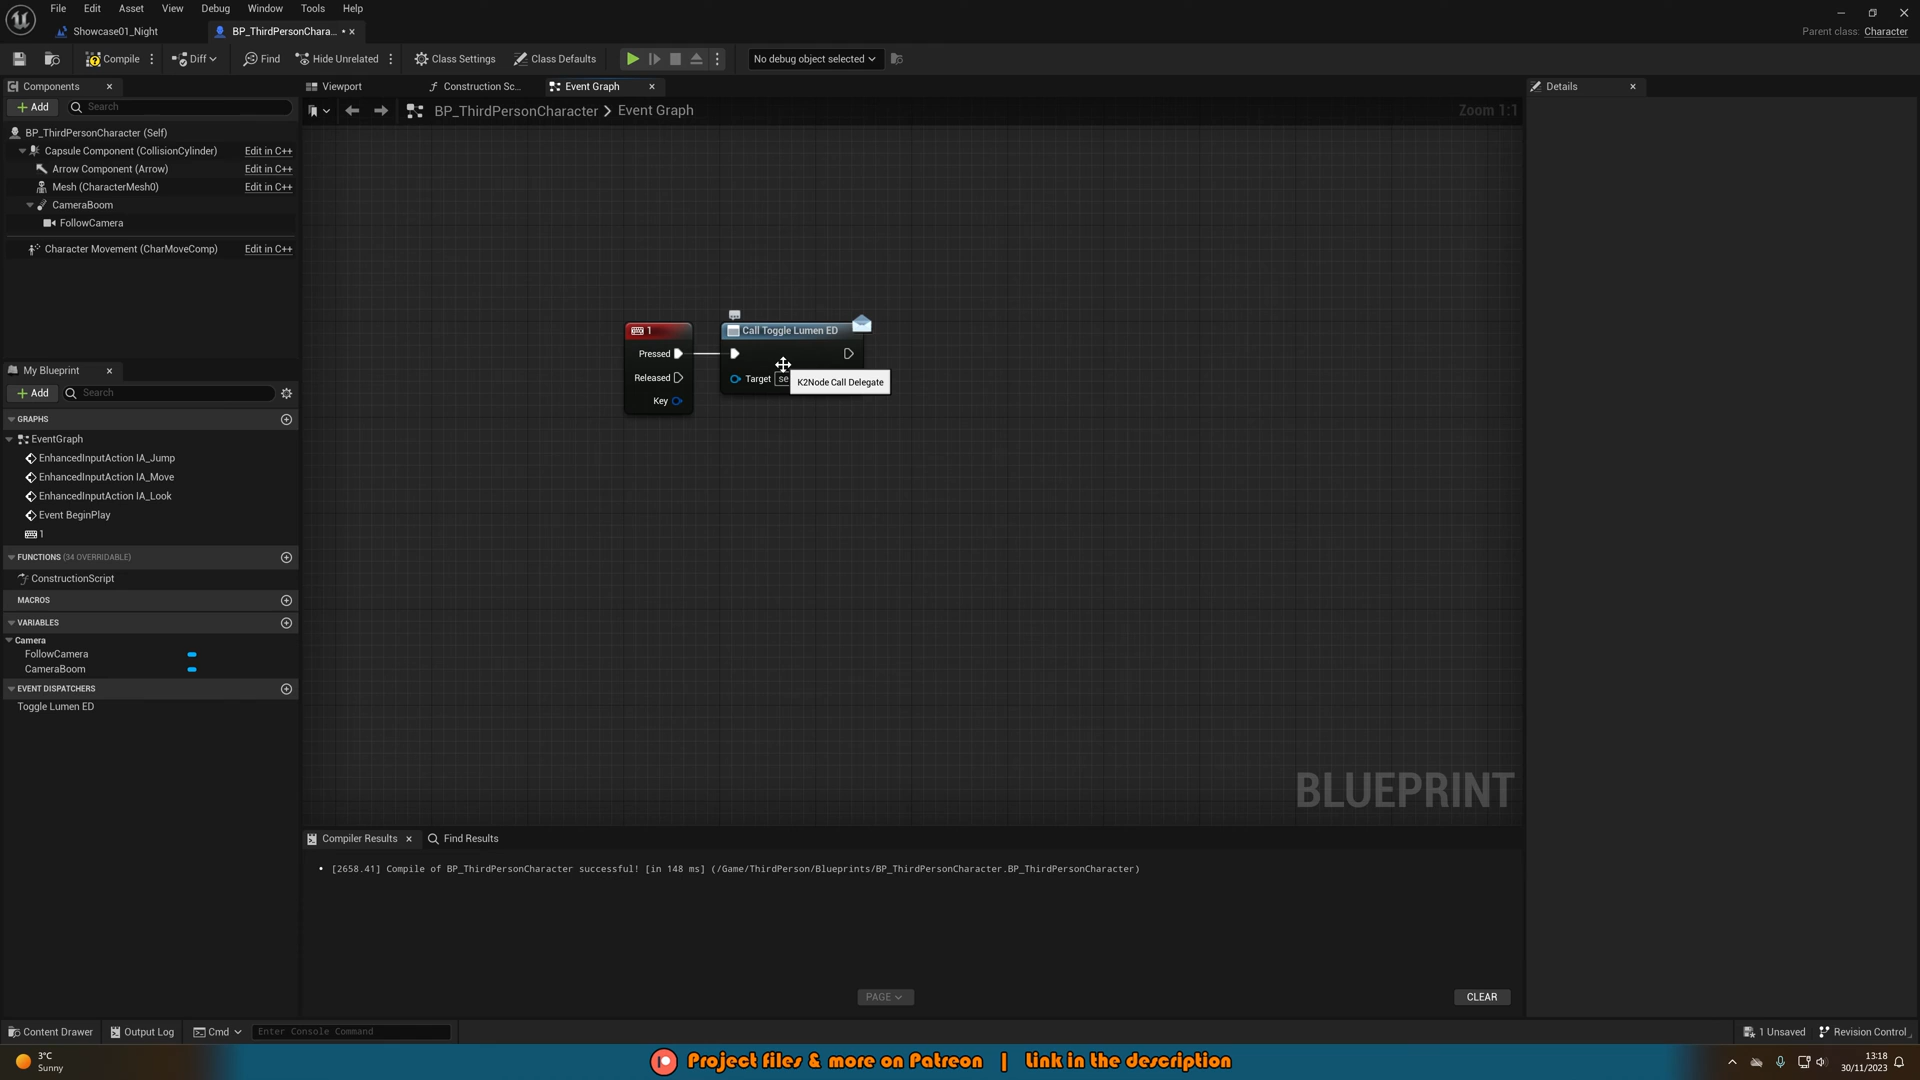 File Edit Asset View Debug Window Tools Help
Showcase01_Night
BP_ThirdPersonChara... •
Parent class: Character
Compile
Diff
Find
Hide Unrelated
Class Settings
Class Defaults
No debug object selected
Components
Add
Search
BP_ThirdPersonCharacter (Self)
Capsule Component (CollisionCylinder) Edit in C++
Arrow Component (Arrow) Edit in C++
Mesh (CharacterMesh0) Edit in C++
CameraBoom
FollowCamera
Character Movement (CharMoveComp) Edit in C++
My Blueprint
Add
Search
GRAPHS
EventGraph
EnhancedInputAction IA_Jump
EnhancedInputAction IA_Move
EnhancedInputAction IA_Look
Event BeginPlay
1
FUNCTIONS (34 OVERRIDABLE)
ConstructionScript
MACROS
VARIABLES
Camera
FollowCamera
CameraBoom
EVENT DISPATCHERS
Toggle Lumen ED
Viewport
Construction Sc...
Event Graph
BP_ThirdPersonCharacter > Event Graph
Zoom 1:1
1
Pressed
Released
Key
Call Toggle Lumen ED
Target se
K2Node Call Delegate
BLUEPRINT
Details
Compiler Results
Find Results
• [2658.41] Compile of BP_ThirdPersonCharacter successful! [in 148 ms] (/Game/ThirdPerson/Blueprints/BP_ThirdPersonCharacter.BP_ThirdPersonCharacter)
PAGE
CLEAR
Content Drawer
Output Log
Cmd
Enter Console Command
1 Unsaved
Revision Control
3°C
Sunny
Project files & more on Patreon | Link in the description
13:18
30/11/2023